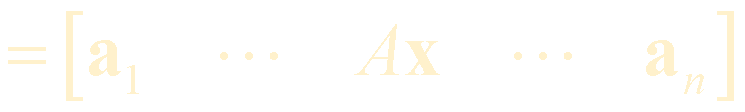 = [ a₁ ⋯ Ax ⋯ aₙ ]